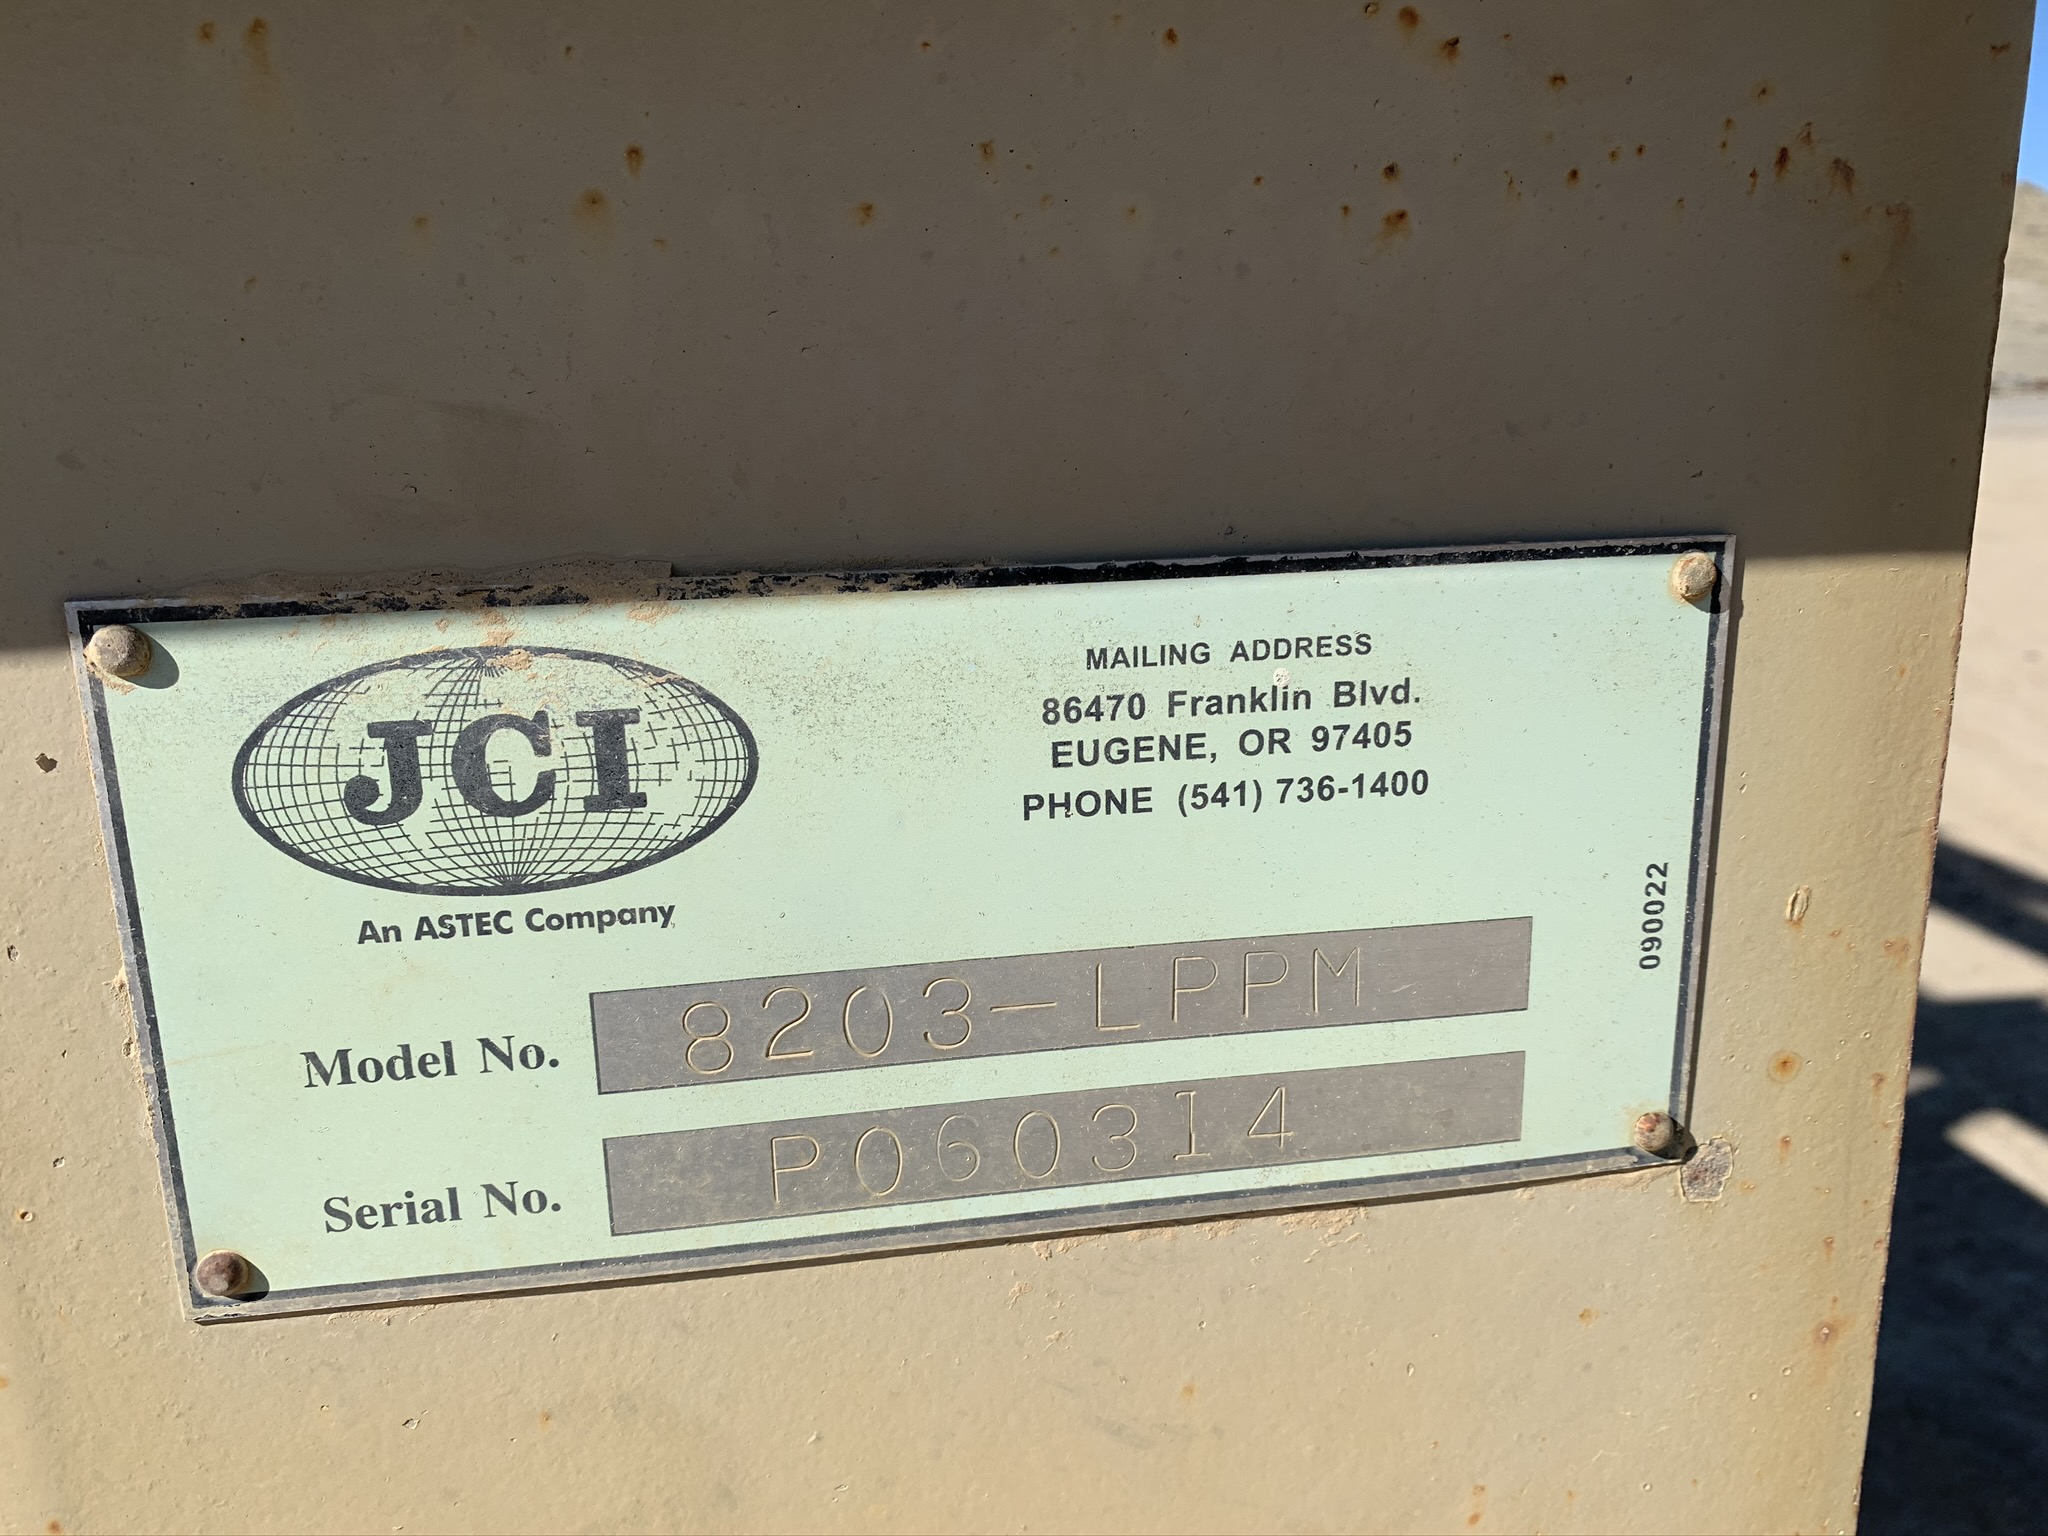 JCI
An ASTEC Company
MAILING ADDRESS
86470 Franklin Blvd.
EUGENE, OR 97405
PHONE (541) 736-1400
090022
Model No. 8203-LPPM
Serial No. P060314